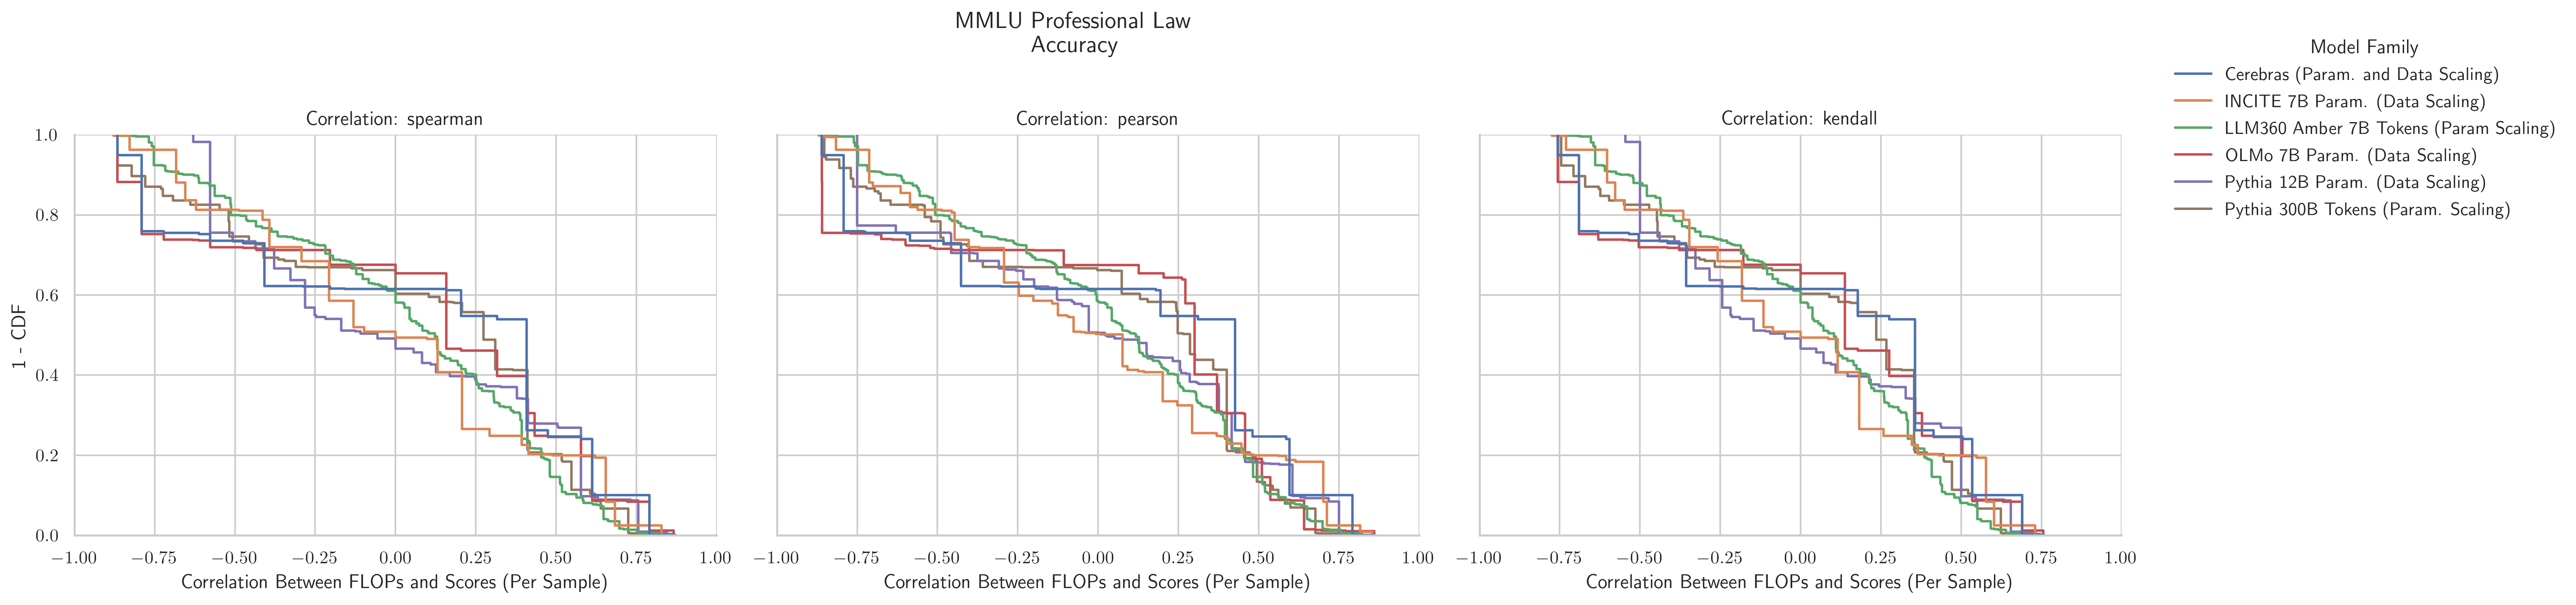 MMLU Professional Law
Accuracy
Model Family
Cerebras (Param. and Data Scaling)
INCITE 7B Param. (Data Scaling)
LLM360 Amber 7B Tokens (Param Scaling)
OLMo 7B Param. (Data Scaling)
Pythia 12B Param. (Data Scaling)
Pythia 300B Tokens (Param. Scaling)
Correlation: spearman
1.0
0.8
0.6
0.4
0.2
0.0
1 - CDF
−1.00 −0.75 −0.50 −0.25 0.00 0.25 0.50 0.75 1.00
Correlation Between FLOPs and Scores (Per Sample)
Correlation: pearson
−1.00 −0.75 −0.50 −0.25 0.00 0.25 0.50 0.75 1.00
Correlation Between FLOPs and Scores (Per Sample)
Correlation: kendall
−1.00 −0.75 −0.50 −0.25 0.00 0.25 0.50 0.75 1.00
Correlation Between FLOPs and Scores (Per Sample)